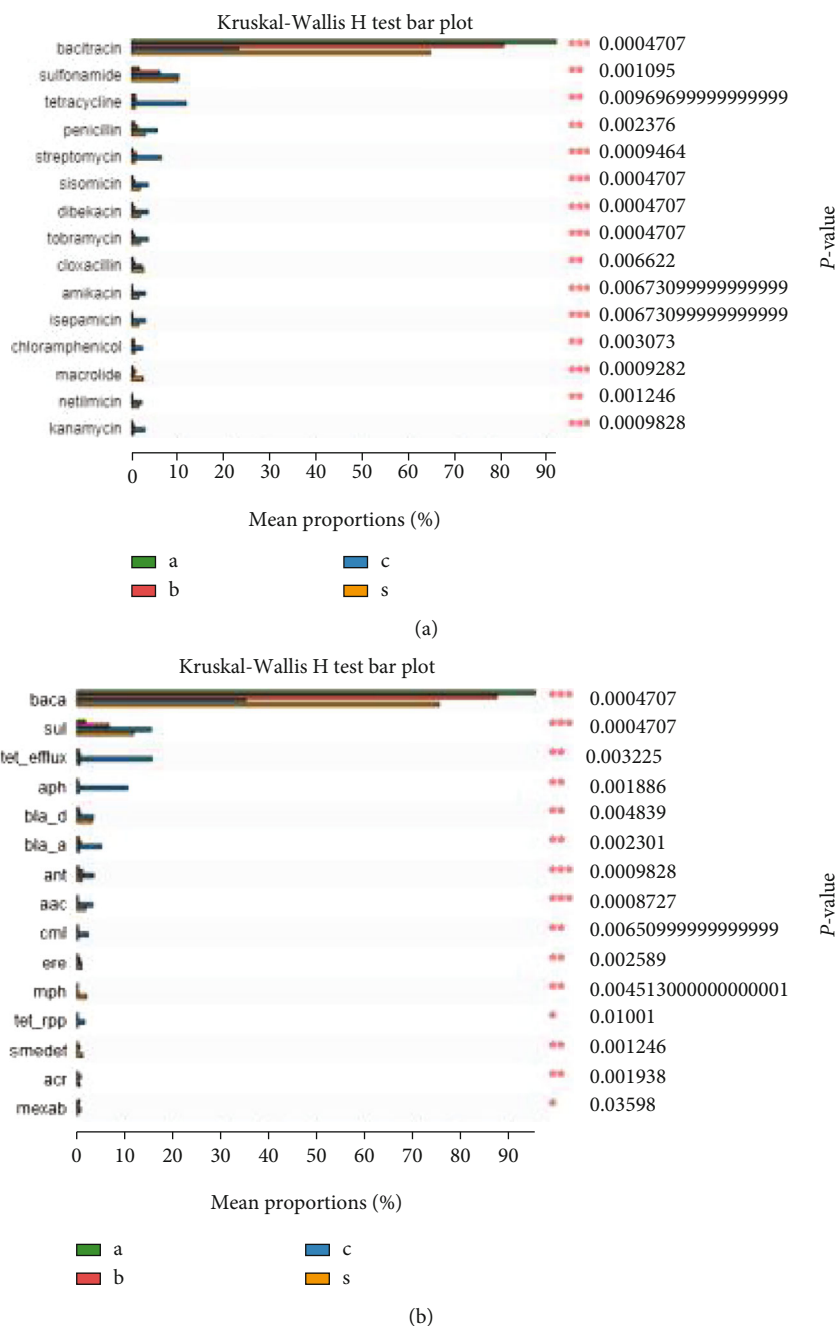 Kruskal-Wallis H test bar plot
bacitracin *** 0.0004707
sulfonamide ** 0.001095
tetracycline ** 0.009699999999999999
penicillin ** 0.002376
streptomycin *** 0.0009464
sisomicin *** 0.0004707
dibekacin *** 0.0004707
tobramycin *** 0.0004707
cloxacillin ** 0.006622
amikacin *** 0.00673099999999999
isepamicin *** 0.00673099999999999
chloramphenicol ** 0.003073
macrolide *** 0.0009282
netilmicin ** 0.001246
kanamycin *** 0.0009828
P-value
0 10 20 30 40 50 60 70 80 90
Mean proportions (%)
a c
b s
(a)
Kruskal-Wallis H test bar plot
baca *** 0.0004707
sul *** 0.0004707
tet_efflux ** 0.003225
aph ** 0.001886
bla_d ** 0.004839
bla_a ** 0.002301
ant *** 0.0009828
aac *** 0.0008727
cml ** 0.00650999999999999
ere ** 0.002589
mph ** 0.004513000000000001
tet_rpp * 0.01001
smedef ** 0.001246
acr ** 0.001938
mexab * 0.03598
P-value
0 10 20 30 40 50 60 70 80 90
Mean proportions (%)
a c
b s
(b)